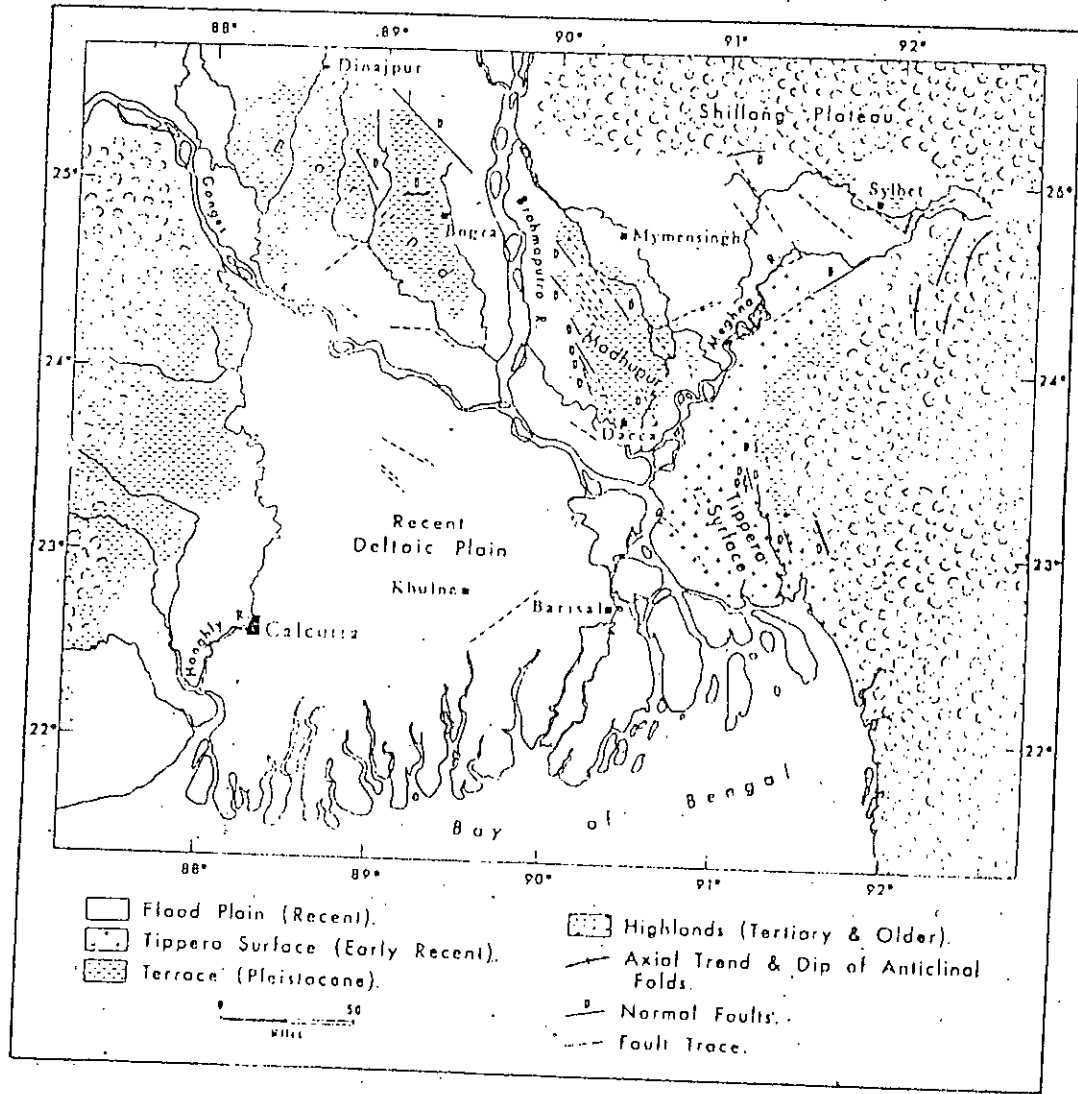 88° 89° 90° 91° 92°
Dinajpur
Shillong Plateau
25°
Ganges
Sylhet
25°
Bogra
Brahmaputra R.
Mymensingh
Meghna
24°
Madhupur
24°
Dacca
Tippera
Surface
Recent
Deltaic Plain
23°
23°
Khulna
Barisal
Hooghly R.
Calcutta
22°
22°
Bay of Bengal
88° 89° 90° 91° 92°
Flood Plain (Recent).
Tippera Surface (Early Recent).
Terrace (Pleistocene).
0 50
Miles
Highlands (Tertiary & Older).
Axial Trend & Dip of Anticlinal
Folds.
D
Normal Faults.
Fault Trace.